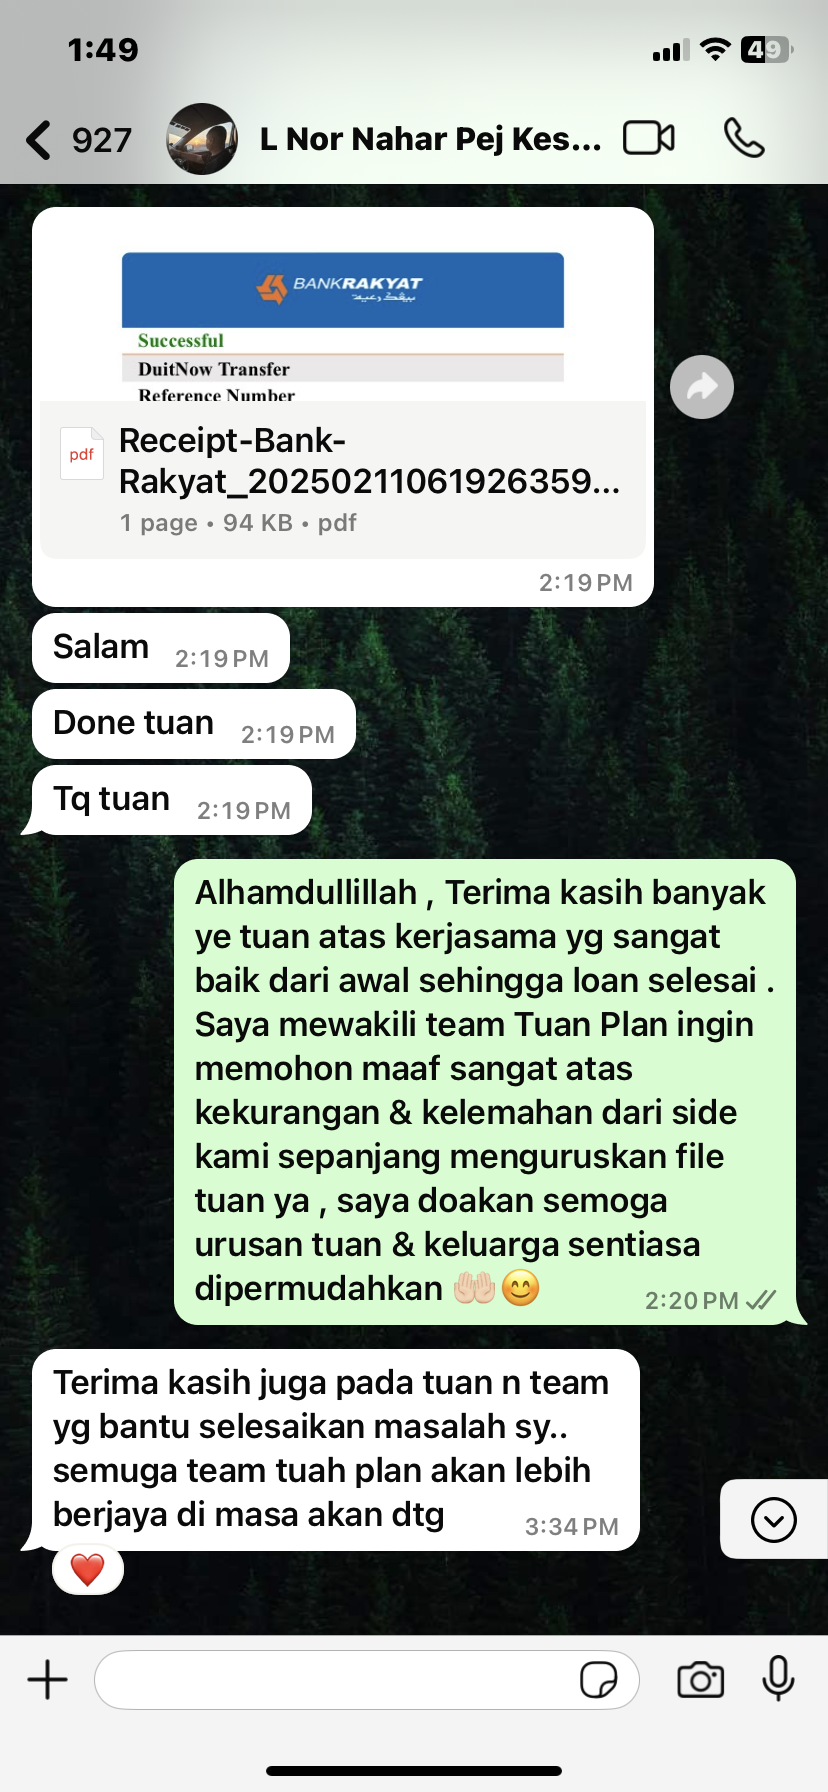 1:49
49
927
L Nor Nahar Pej Kes...
BANKRAKYAT
Successful
DuitNow Transfer
Reference Number
pdf
Receipt-Bank-
Rakyat_20250211061926359...
1 page • 94 KB • pdf
2:19 PM
Salam 2:19 PM
Done tuan 2:19 PM
Tq tuan 2:19 PM
Alhamdullillah , Terima kasih banyak
ye tuan atas kerjasama yg sangat
baik dari awal sehingga loan selesai .
Saya mewakili team Tuan Plan ingin
memohon maaf sangat atas
kekurangan & kelemahan dari side
kami sepanjang menguruskan file
tuan ya , saya doakan semoga
urusan tuan & keluarga sentiasa
dipermudahkan 🤲🏻😊
2:20 PM
Terima kasih juga pada tuan n team
yg bantu selesaikan masalah sy..
semuga team tuah plan akan lebih
berjaya di masa akan dtg
3:34 PM
❤️